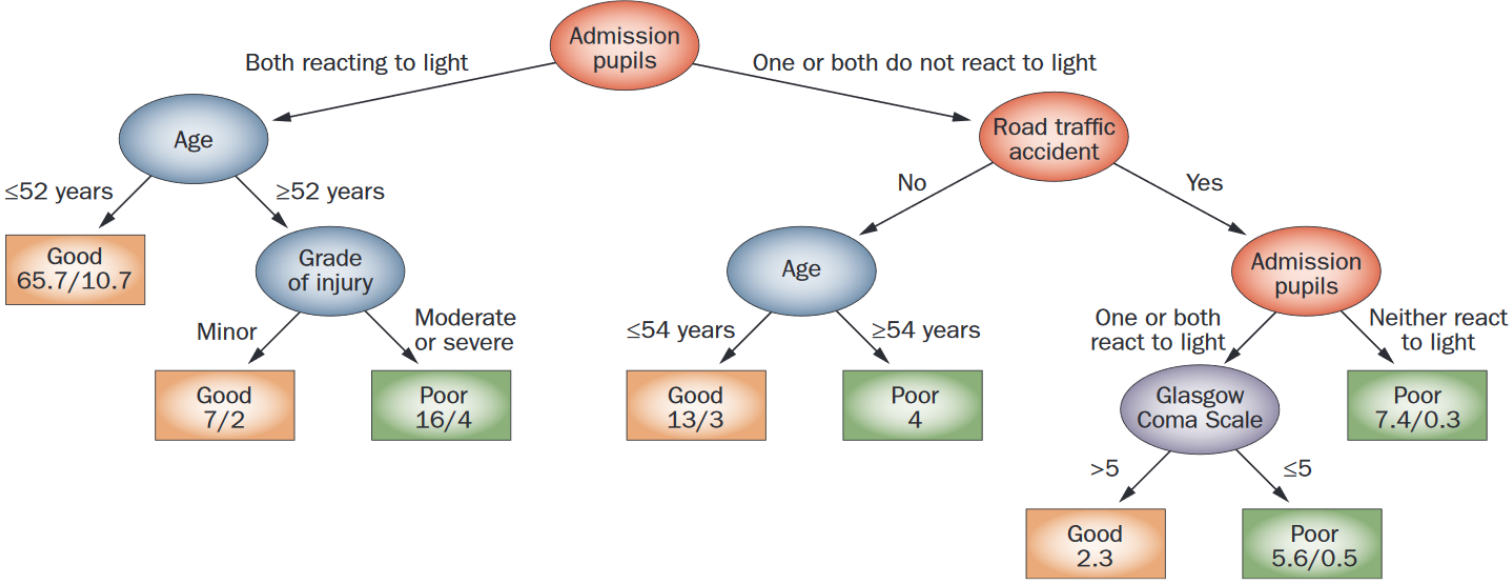 Admission
pupils
Both reacting to light
One or both do not react to light
Age
Road traffic
accident
≤52 years
≥52 years
No
Yes
Good
65.7/10.7
Grade
of injury
Age
Admission
pupils
Minor
Moderate
or severe
≤54 years
≥54 years
One or both
react to light
Neither react
to light
Good
7/2
Poor
16/4
Good
13/3
Poor
4
Glasgow
Coma Scale
Poor
7.4/0.3
>5
≤5
Good
2.3
Poor
5.6/0.5